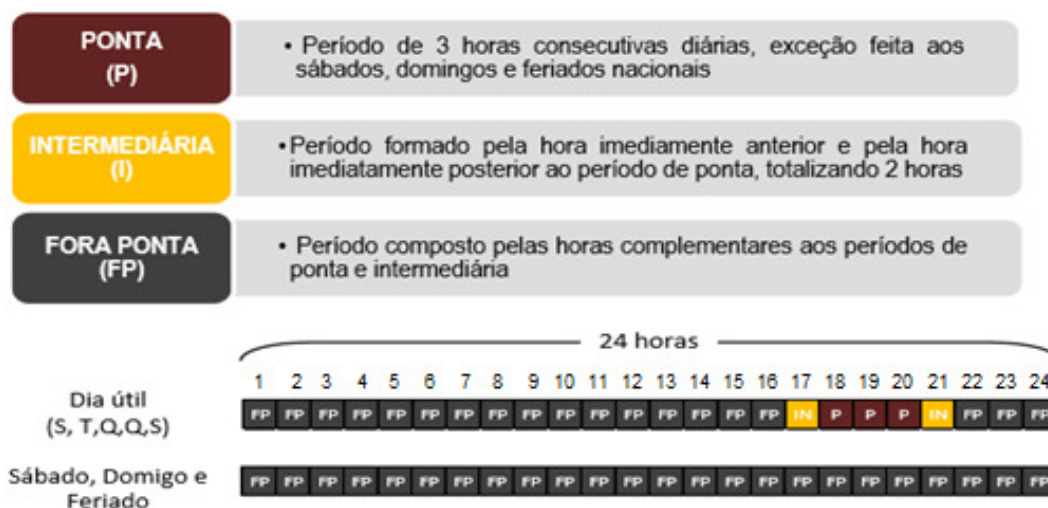 PONTA
(P)
• Período de 3 horas consecutivas diárias, exceção feita aos
sábados, domingos e feriados nacionais
INTERMEDIÁRIA
(I)
•Período formado pela hora imediamente anterior e pela hora
imediatamente posterior ao período de ponta, totalizando 2 horas
FORA PONTA
(FP)
• Período composto pelas horas complementares aos períodos de
ponta e intermediária
24 horas
1 2 3 4 5 6 7 8 9 10 11 12 13 14 15 16 17 18 19 20 21 22 23 24
Dia útil
(S, T,Q,Q,S)
FP FP FP FP FP FP FP FP FP FP FP FP FP FP FP FP IN P P P IN FP FP FP
Sábado, Domigo e
Feriado
FP FP FP FP FP FP FP FP FP FP FP FP FP FP FP FP FP FP FP FP FP FP FP FP